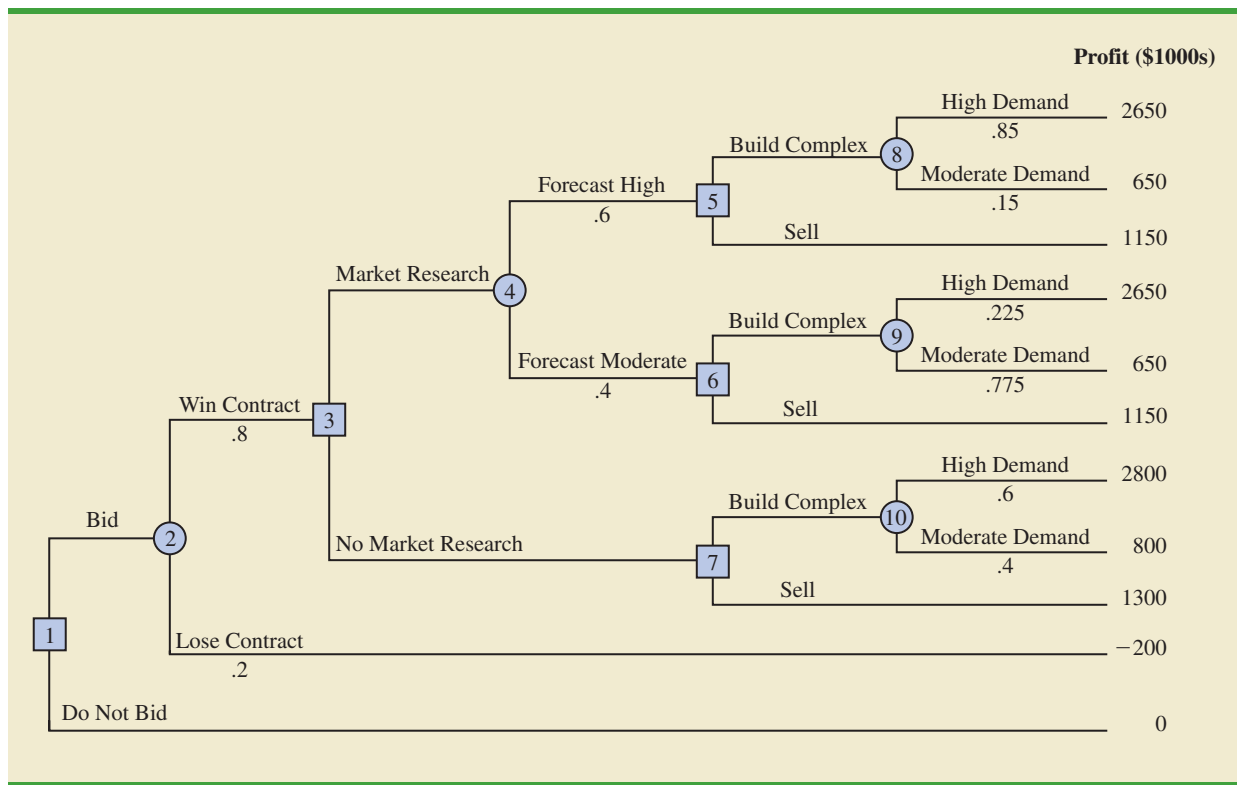 Profit ($1000s)
High Demand
2650
.85
Build Complex
8
Moderate Demand
650
.15
Forecast High
.6
5
Sell
1150
Market Research
4
High Demand
2650
.225
Build Complex
9
Moderate Demand
650
.775
Forecast Moderate
.4
6
Sell
1150
Win Contract
.8
3
High Demand
2800
.6
Build Complex
10
Moderate Demand
800
.4
Bid
2
No Market Research
7
Sell
1300
1
Lose Contract
−200
.2
Do Not Bid
0